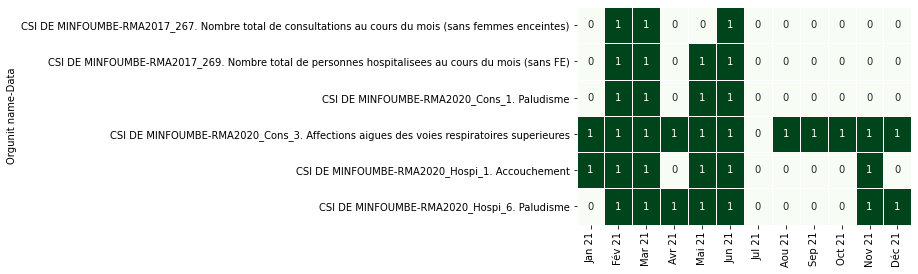 Orgunit name-Data
CSI DE MINFOUMBE-RMA2017_267. Nombre total de consultations au cours du mois (sans femmes enceintes) 0 1 1 0 0 1 0 0 0 0 0 0
CSI DE MINFOUMBE-RMA2017_269. Nombre total de personnes hospitalisees au cours du mois (sans FE) 0 1 1 0 1 1 0 0 0 0 0 0
CSI DE MINFOUMBE-RMA2020_Cons_1. Paludisme 0 1 1 0 1 1 0 0 0 0 0 0
CSI DE MINFOUMBE-RMA2020_Cons_3. Affections aigues des voies respiratoires superieures 1 1 1 1 1 1 0 1 1 1 1 1
CSI DE MINFOUMBE-RMA2020_Hospi_1. Accouchement 1 1 1 0 1 1 0 0 0 0 1 0
CSI DE MINFOUMBE-RMA2020_Hospi_6. Paludisme 0 1 1 1 1 1 0 0 0 0 1 1
Jan 21 Fév 21 Mar 21 Avr 21 Mai 21 Jun 21 Jul 21 Aou 21 Sep 21 Oct 21 Nov 21 Déc 21